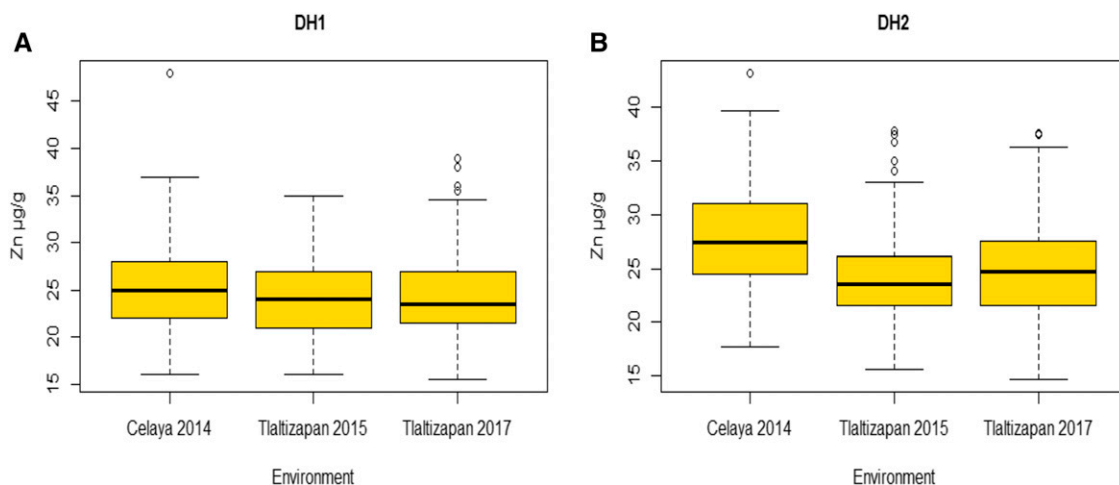 A
DH1
Zn µg/g
45
40
35
30
25
20
15
Celaya 2014 Tlaltizapan 2015 Tlaltizapan 2017
Environment
B
DH2
Zn µg/g
40
35
30
25
20
15
Celaya 2014 Tlaltizapan 2015 Tlaltizapan 2017
Environment